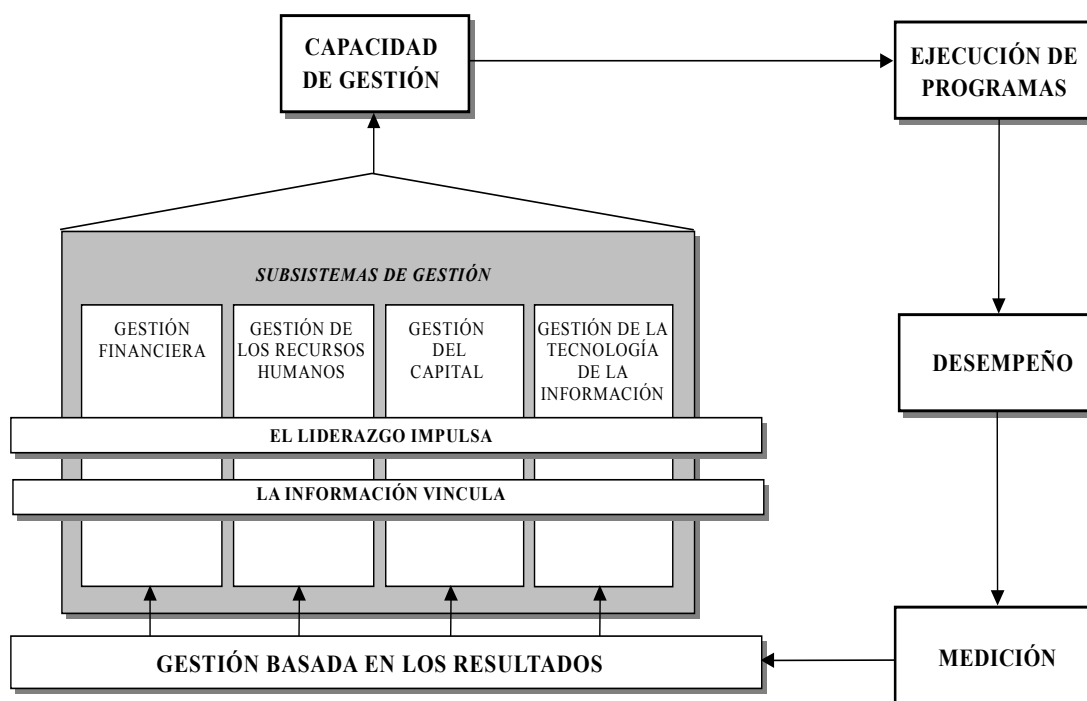 CAPACIDAD
DE GESTIÓN
EJECUCIÓN DE
PROGRAMAS
SUBSISTEMAS DE GESTIÓN
GESTIÓN
FINANCIERA
GESTIÓN DE
LOS RECURSOS
HUMANOS
GESTIÓN
DEL
CAPITAL
GESTIÓN DE LA
TECNOLOGÍA
DE LA
INFORMACIÓN
DESEMPEÑO
EL LIDERAZGO IMPULSA
LA INFORMACIÓN VINCULA
GESTIÓN BASADA EN LOS RESULTADOS
MEDICIÓN